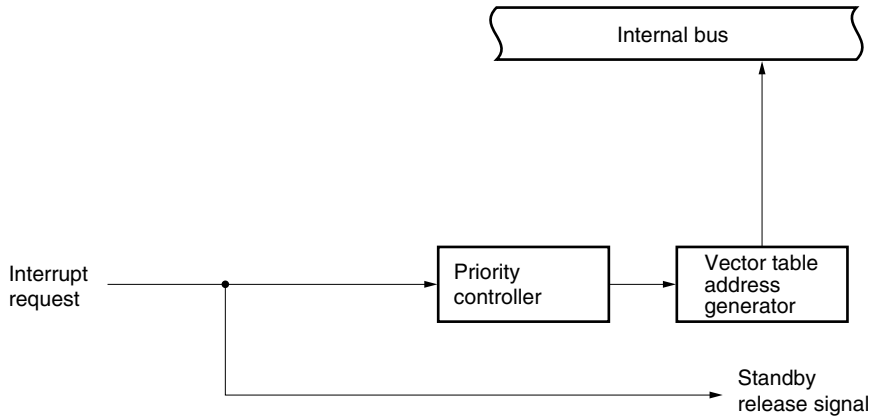 Internal bus
Interrupt
request
Priority
controller
Vector table
address
generator
Standby
release signal